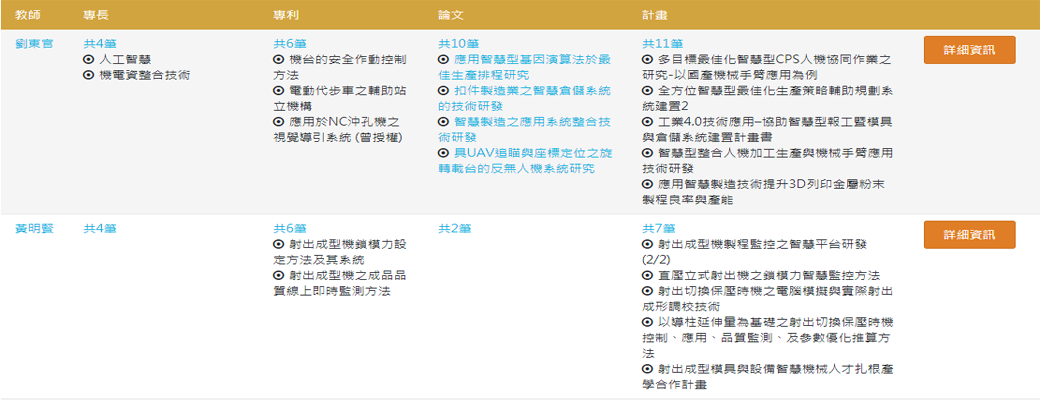 教師 專長 專利 論文 計畫
劉東官
共4筆
人工智慧
機電資整合技術
共6筆
機台的安全作動控制
方法
電動代步車之輔助站
立機構
應用於NC沖孔機之
視覺導引系統 (曾授權)
共10筆
應用智慧型基因演算法於最
佳生產排程研究
扣件製造業之智慧倉儲系統
的技術研發
智慧製造之應用系統整合技
術研發
具UAV追瞄與座標定位之旋
轉載台的反無人機系統研究
共11筆
多目標最佳化智慧型CPS人機協同作業之
研究-以國產機械手臂應用為例
全方位智慧型最佳化生產策略輔助規劃系
統建置2
工業4.0技術應用–協助智慧型報工暨模具
與倉儲系統建置計畫書
智慧型整合人機加工生產與機械手臂應用
技術研發
應用智慧製造技術提升3D列印金屬粉末
製程良率與產能
詳細資訊
黃明賢
共4筆
共6筆
射出成型機鎖模力設
定方法及其系統
射出成型機之成品品
質線上即時監測方法
共2筆
共7筆
射出成型機製程監控之智慧平台研發
(2/2)
直壓立式射出機之鎖模力智慧監控方法
射出切換保壓時機之電腦模擬與實際射出
成形調校技術
以導柱延伸量為基礎之射出切換保壓時機
控制、應用、品質監測、及參數優化推算方
法
射出成型模具與設備智慧機械人才扎根產
學合作計畫
詳細資訊